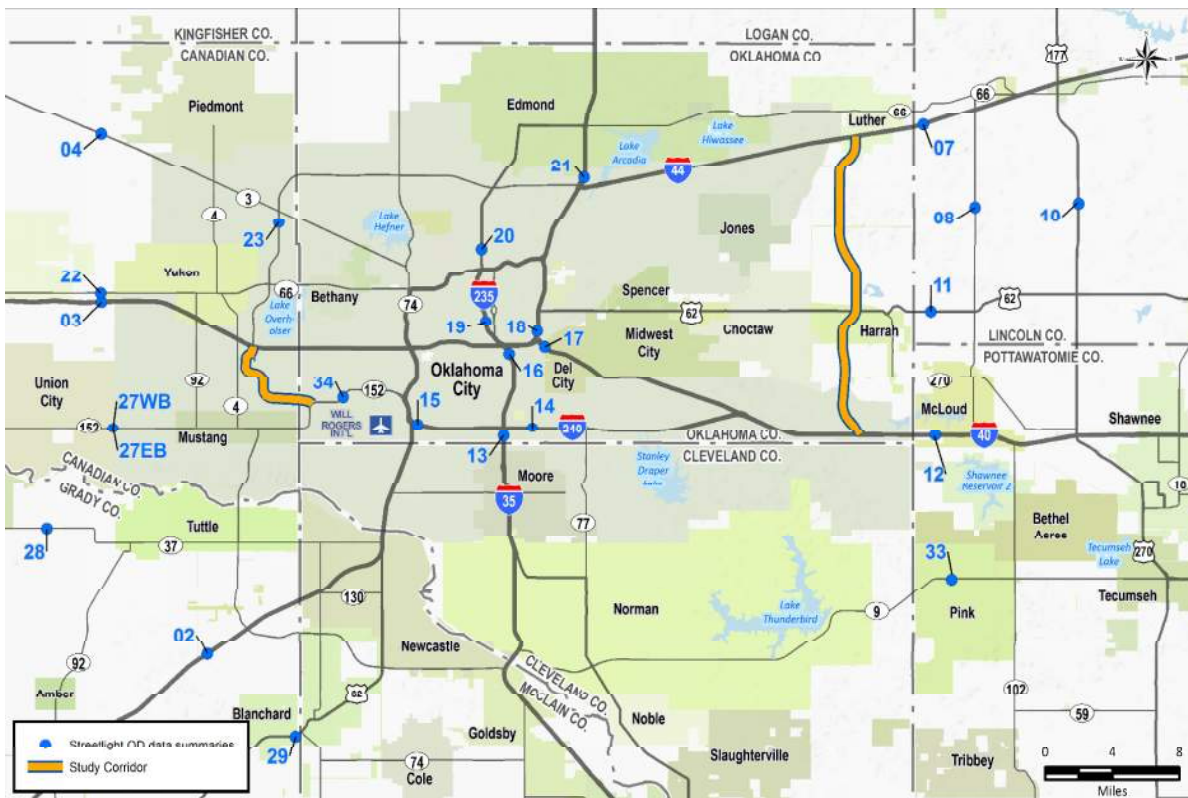 KINGFISHER CO.
CANADIAN CO.
LOGAN CO.
OKLAHOMA CO.
177
Piedmont
Edmond
66
66
Luther
Lake
Hiwassee
Lake
Arcadia
04
21
44
07
3
4
23
Lake
Hefner
20
Jones
08
10
22
Yukon
03
66
Bethany
74
235
Spencer
11
62
62
Lake
Overh-
olser
19
18
17
Midwest
City
Choctaw
Harrah
LINCOLN CO.
POTTAWATOMIE CO.
Union
City
92
4
34
152
Oklahoma
City
16
Del
City
270
McLoud
Shawnee
27WB
152
27EB
Mustang
WILL
ROGERS
INT'L
15
14
240
OKLAHOMA CO.
CLEVELAND CO.
40
12
CANADIAN CO.
GRADY CO.
13
Moore
35
Stanley
Draper
Lake
77
Shawnee
Reservoir 2
10
Tuttle
28
37
Bethel
Acres
Tecumseh
Lake
270
33
130
Norman
Lake
Thunderbird
9
Pink
Tecumseh
02
Newcastle
92
CLEVELAND CO.
McCLAIN CO.
Amber
102
59
Blanchard
29
Goldsby
Noble
Slaughterville
74
Cole
Tribbey
Streetlight OD data summaries
Study Corridor
0 4 8
Miles